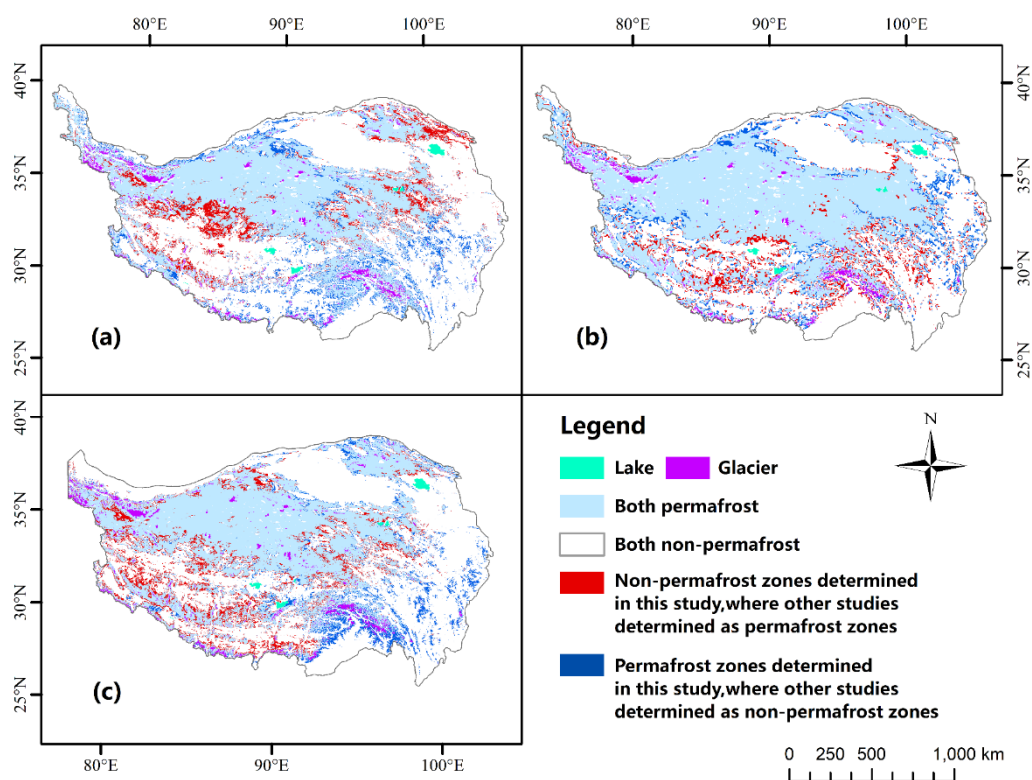 80°E 90°E 100°E
80°E 90°E 100°E
40°N
35°N
30°N
25°N
(a)
(b)
40°N
35°N
30°N
25°N
40°N
35°N
30°N
25°N
(c)
80°E 90°E 100°E
Legend
N
Lake Glacier
Both permafrost
Both non-permafrost
Non-permafrost zones determined
in this study,where other studies
determined as permafrost zones
Permafrost zones determined
in this study,where other studies
determined as non-permafrost zones
0 250 500 1,000 km